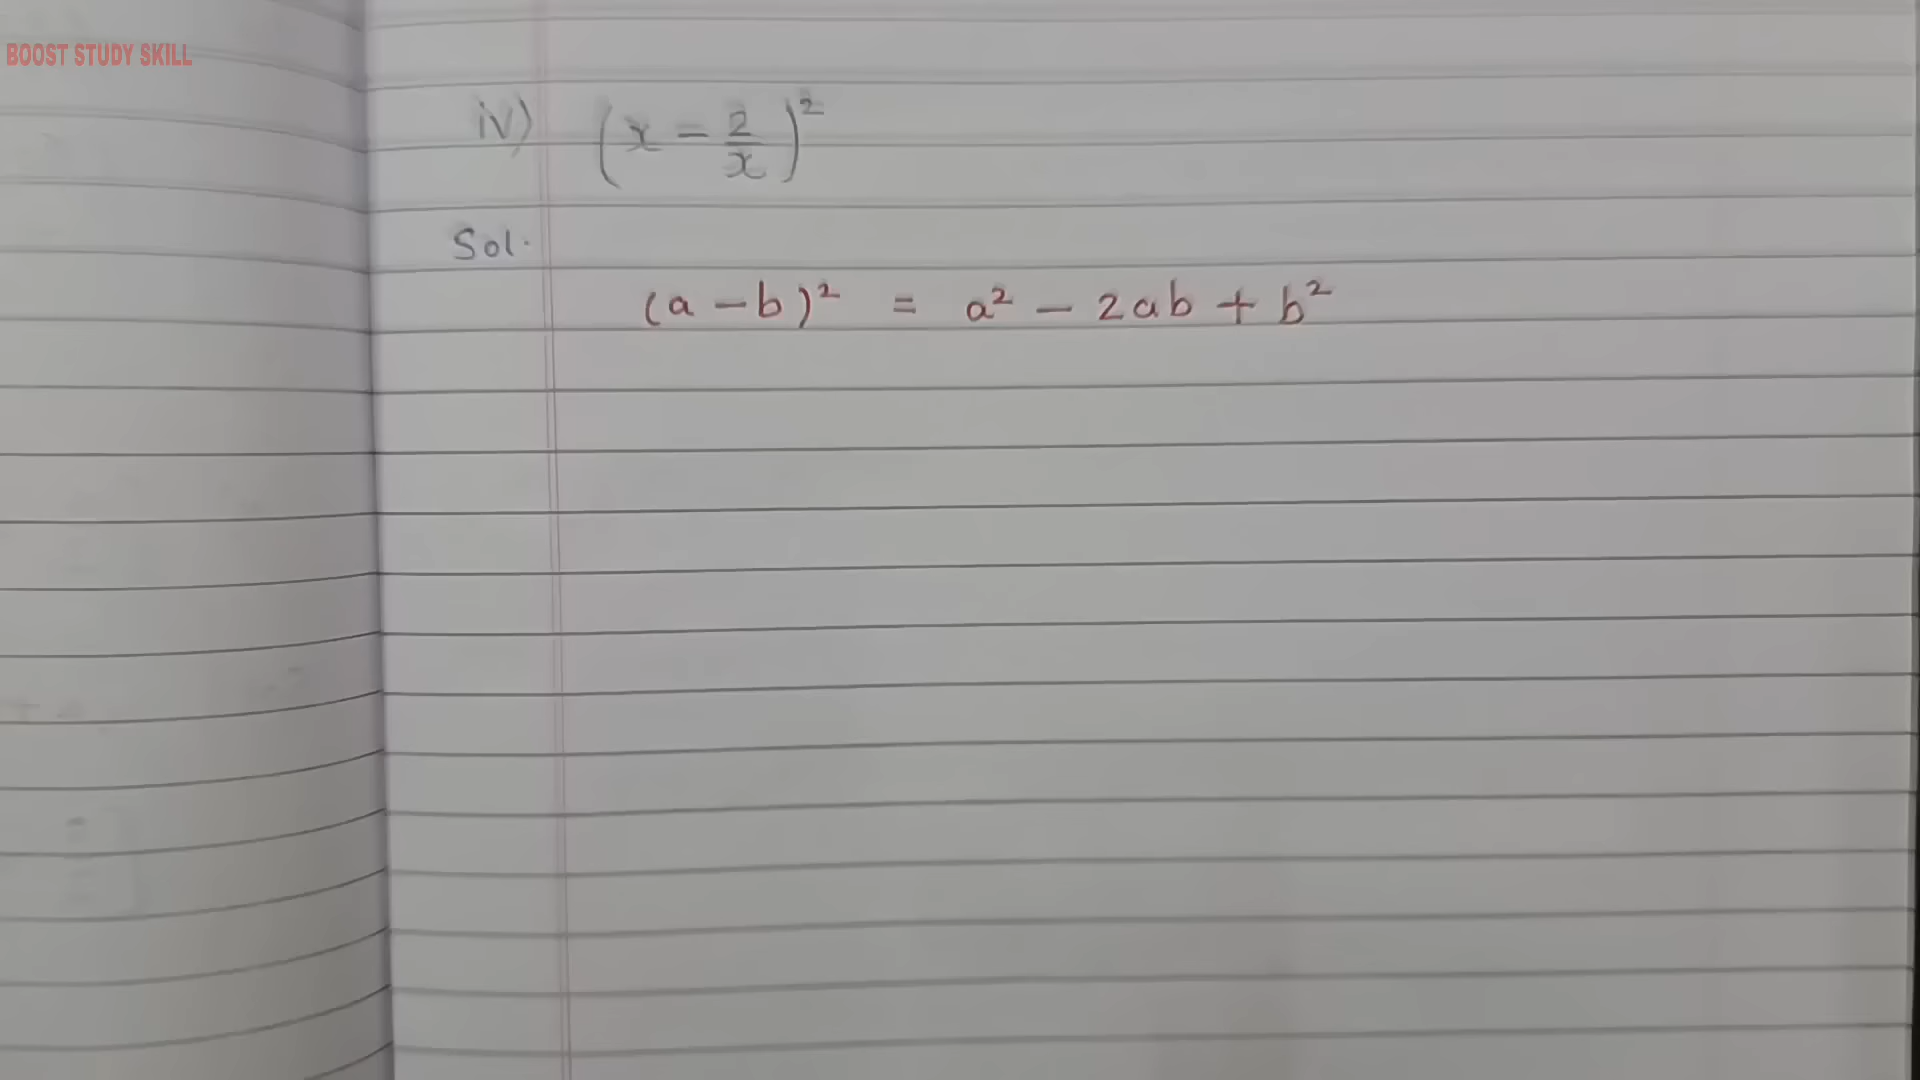 BOOST STUDY SKILL
iv) (x - 2/x)²
Sol.
(a - b)² = a² - 2ab + b²